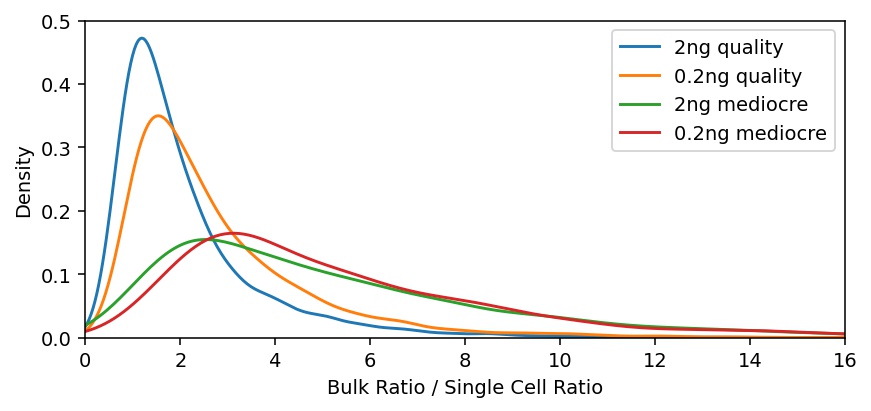 0.5
0.4
0.3
0.2
0.1
0.0
Density
2ng quality
0.2ng quality
2ng mediocre
0.2ng mediocre
0 2 4 6 8 10 12 14 16
Bulk Ratio / Single Cell Ratio